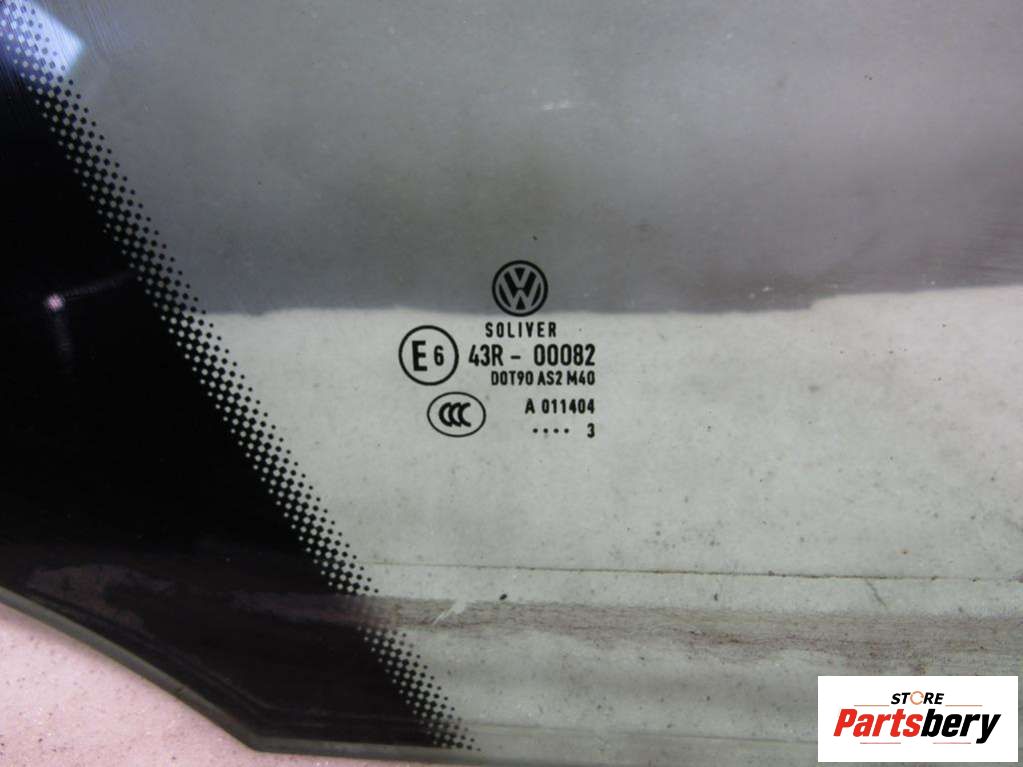 VW
SOLIVER
E6 43R - 00082
DOT90 AS2 M40
CCC A 011404
.... 3
STORE
Partsbery